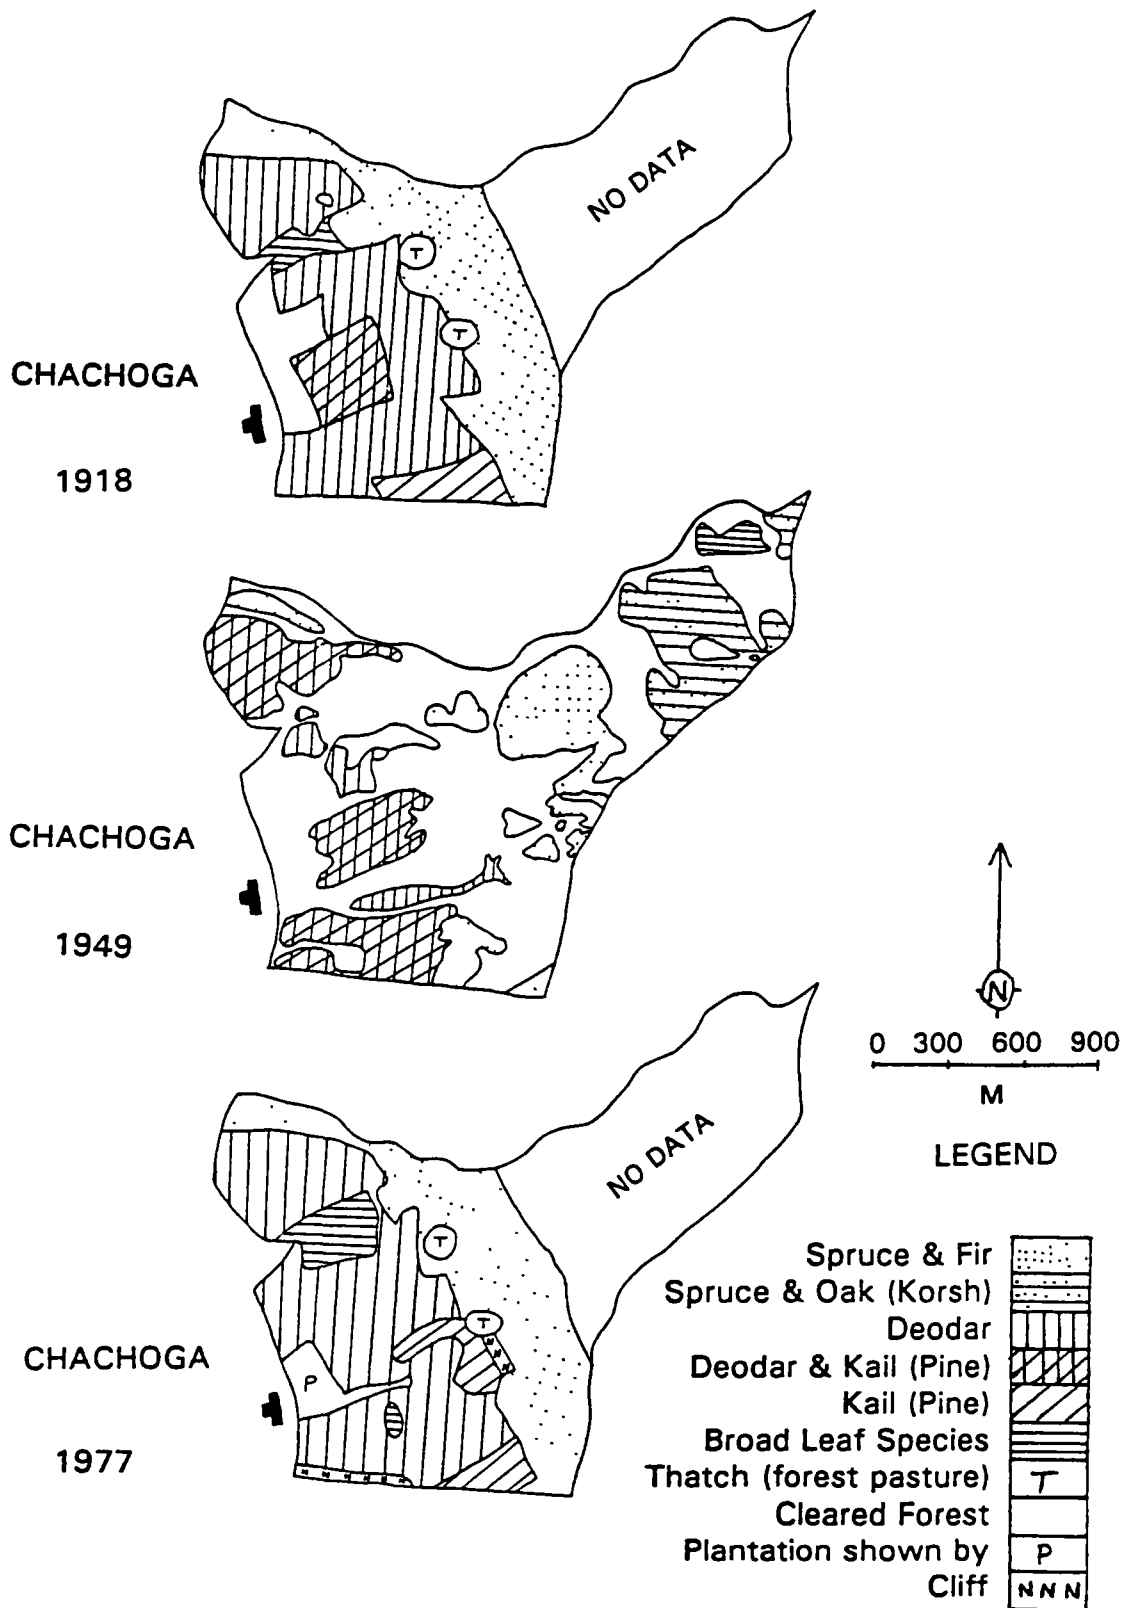 NO DATA
T
T
CHACHOGA
1918
CHACHOGA
1949
N
0 300 600 900
M
NO DATA
LEGEND
T
T
P
CHACHOGA
1977
Spruce & Fir
Spruce & Oak (Korsh)
Deodar
Deodar & Kail (Pine)
Kail (Pine)
Broad Leaf Species
Thatch (forest pasture) T
Cleared Forest
Plantation shown by P
Cliff N N N